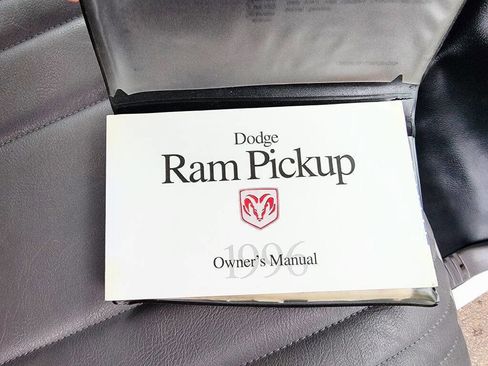 Dodge
Ram Pickup
1996
Owner's Manual